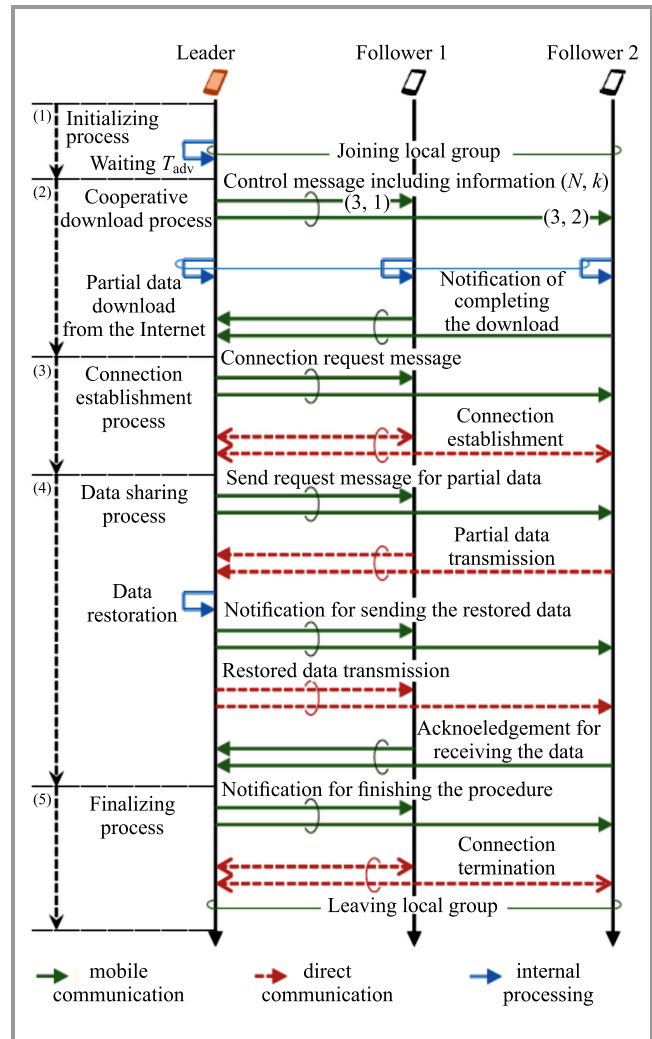 Leader
Follower 1
Follower 2
(1)
Initializing
process
Waiting Tadv
Joining local group
(2)
Control message including information (N, k)
Cooperative
download process
(3, 1)
(3, 2)
Partial data
download
from the Internet
Notification of
completing
the download
(3)
Connection request message
Connection
establishment
process
Connection
establishment
(4)
Send request message for partial data
Data sharing
process
Partial data
transmission
Data
restoration
Notification for sending the restored data
Restored data transmission
Acknoeledgement for
receiving the data
(5)
Notification for finishing the procedure
Finalizing
process
Connection
termination
Leaving local group
mobile
communication
direct
communication
internal
processing